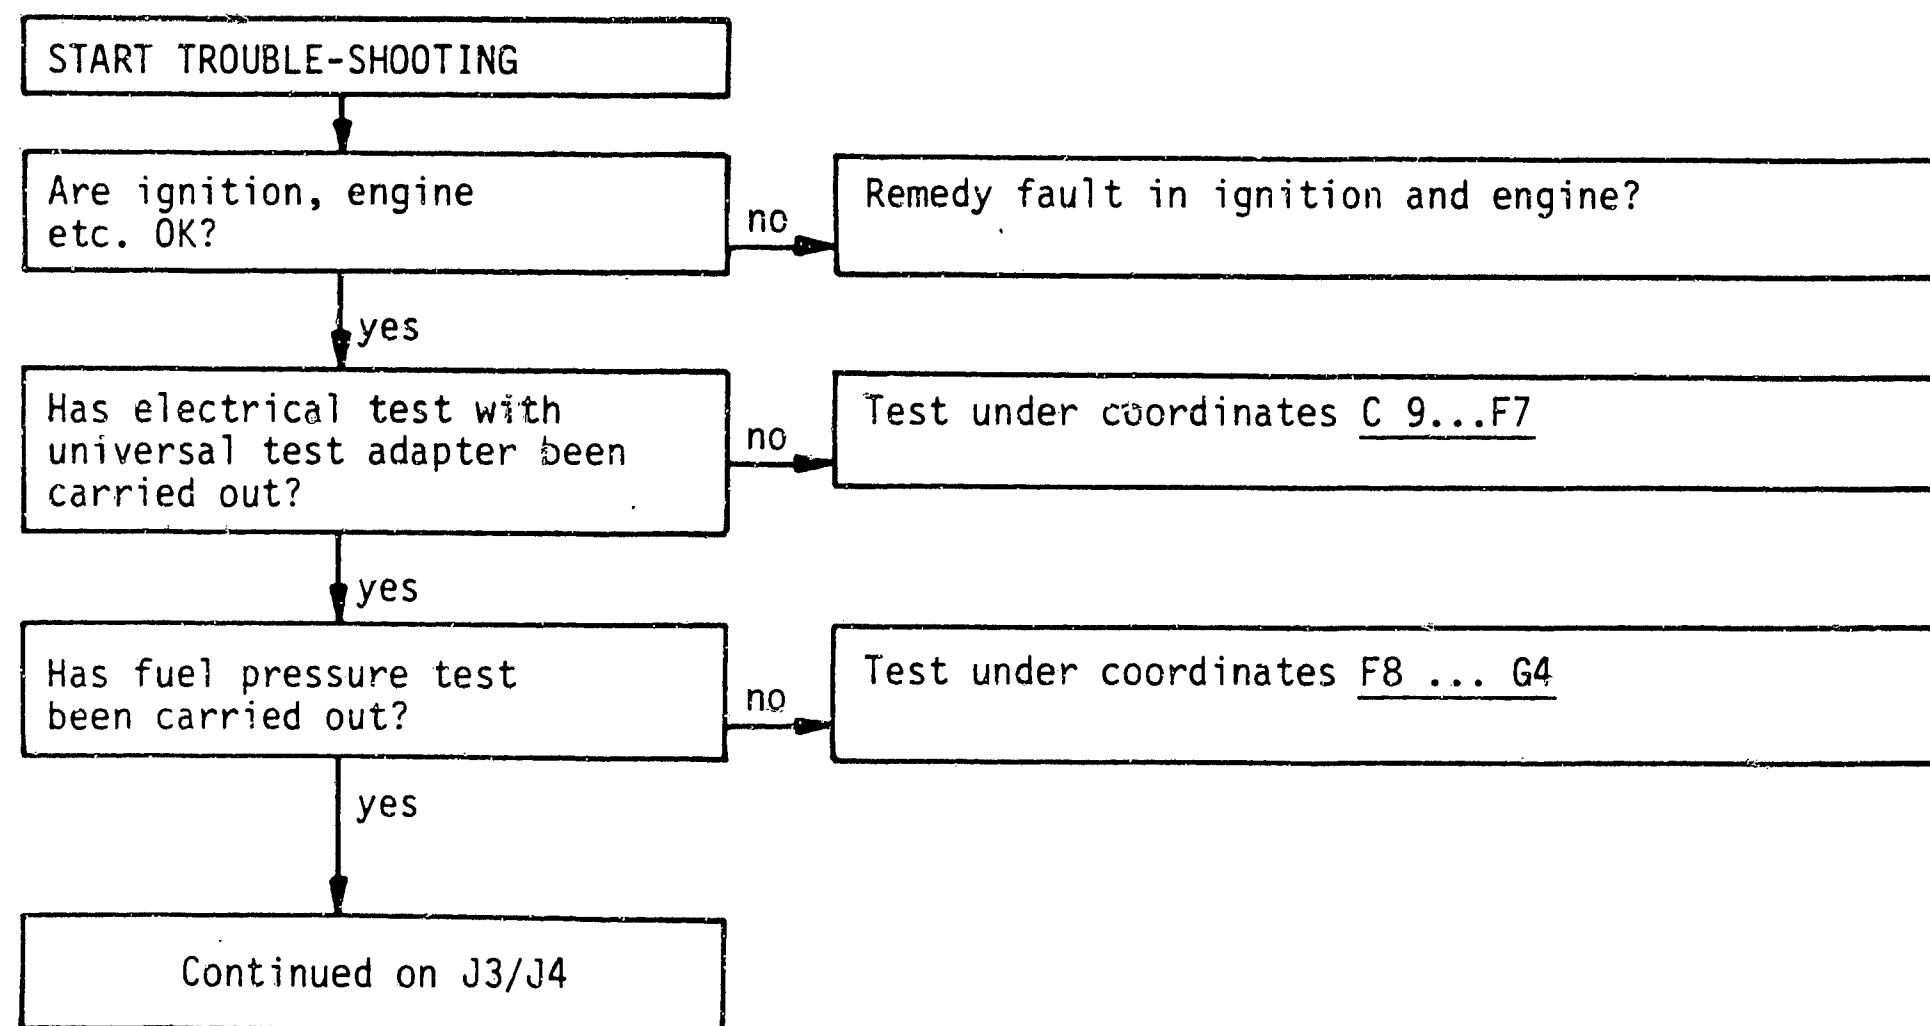 START TROUBLE-SHOOTING
Are ignition, engine
etc. OK?
no
Remedy fault in ignition and engine?
yes
Has electrical test with
universal test adapter been
carried out?
no
Test under coordinates C 9...F7
yes
Has fuel pressure test
been carried out?
no
Test under coordinates F8 ... G4
yes
Continued on J3/J4